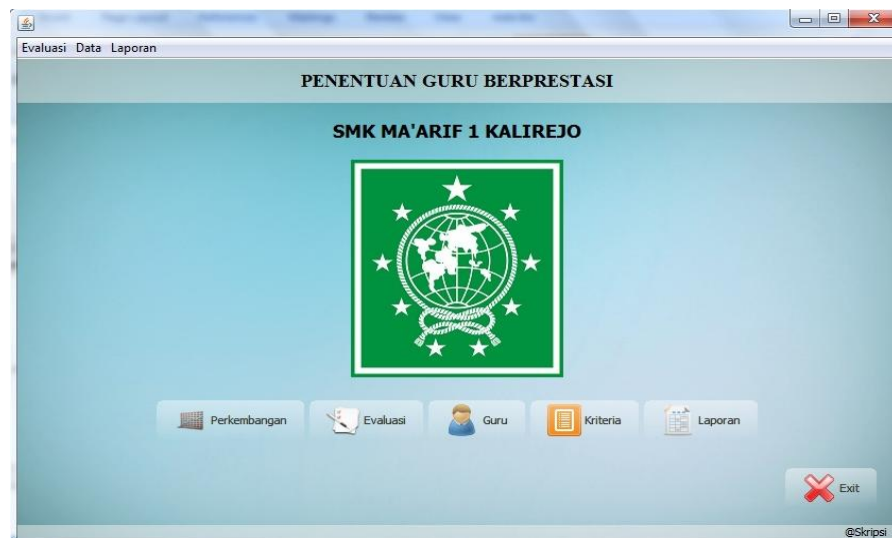 Evaluasi Data Laporan
PENENTUAN GURU BERPRESTASI
SMK MA'ARIF 1 KALIREJO
Perkembangan Evaluasi Guru Kriteria Laporan
Exit
@Skripsi